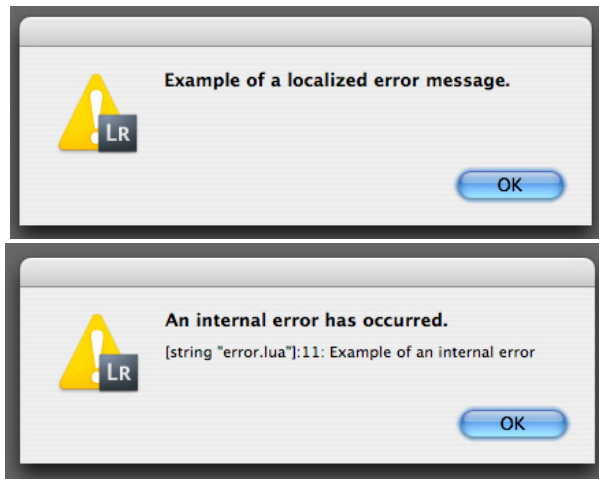 Example of a localized error message.
LR
OK
An internal error has occurred.
[string "error.lua"]:11: Example of an internal error
LR
OK